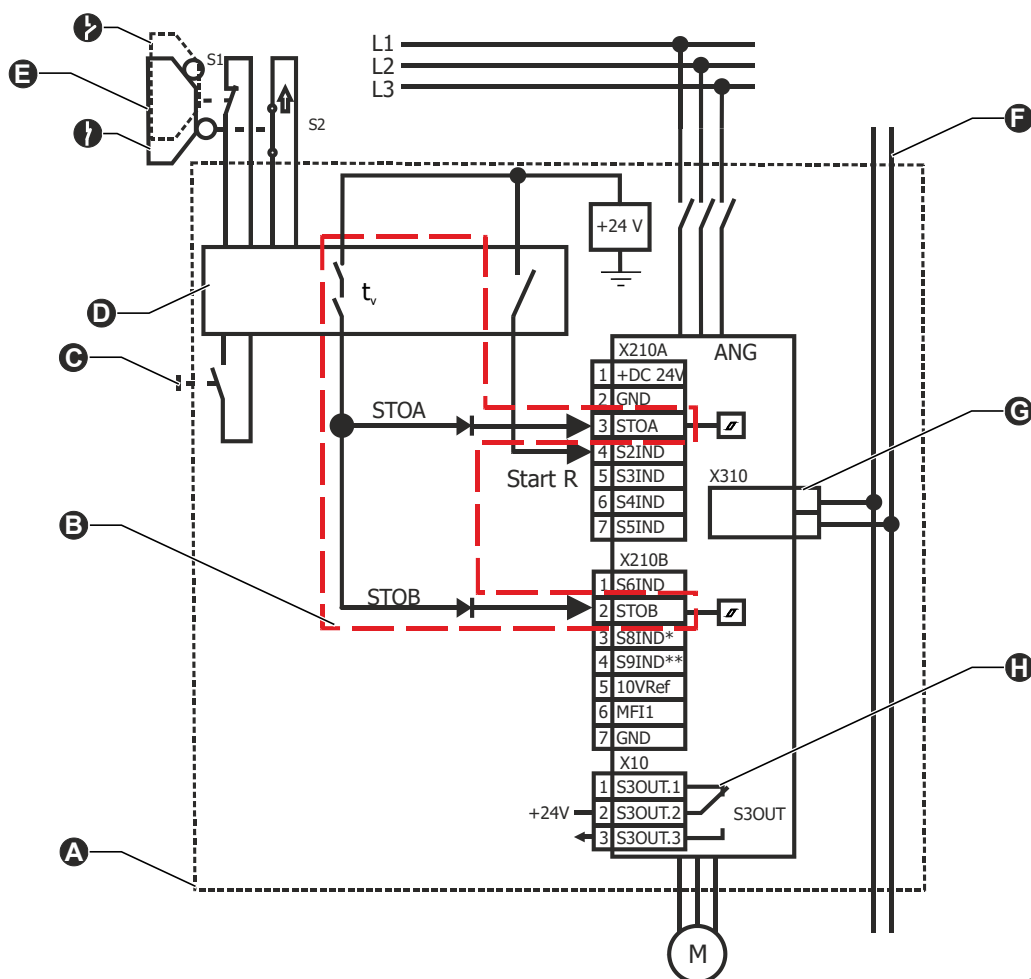 L1
L2
L3
E
S1
S2
F
+24 V
D
tv
C
X210A
ANG
1 +DC 24V
2 GND
3 STOA
4 S2IND
5 S3IND
6 S4IND
7 S5IND
STOA
Start R
G
X310
B
X210B
1 S6IND
2 STOB
3 S8IND*
4 S9IND**
5 10VRef
6 MFI1
7 GND
STOB
H
X10
1 S3OUT.1
+24V 2 S3OUT.2
3 S3OUT.3
S3OUT
A
M